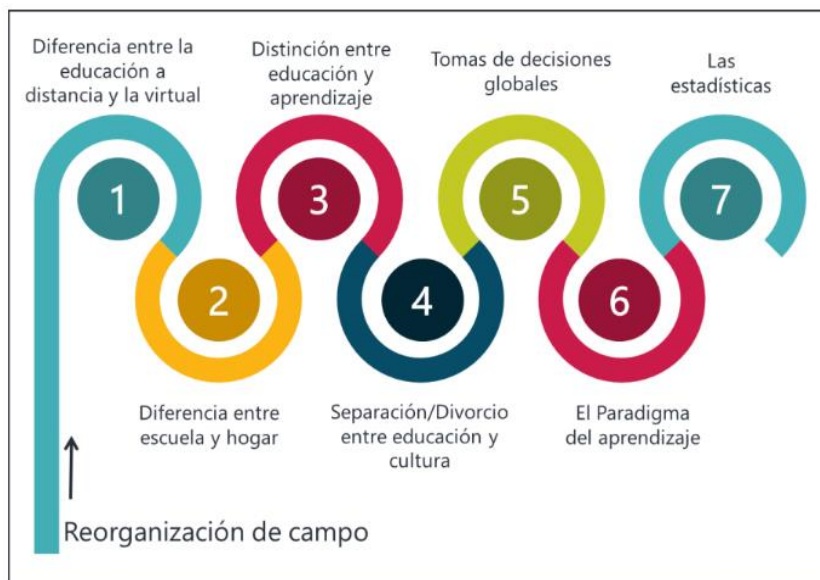 Diferencia entre la
educación a
distancia y la virtual
1
Diferencia entre
escuela y hogar
2
Distinción entre
educación y
aprendizaje
3
Separación/Divorcio
entre educación y
cultura
4
Tomas de decisiones
globales
5
El Paradigma
del aprendizaje
6
Las
estadísticas
7
Reorganización de campo